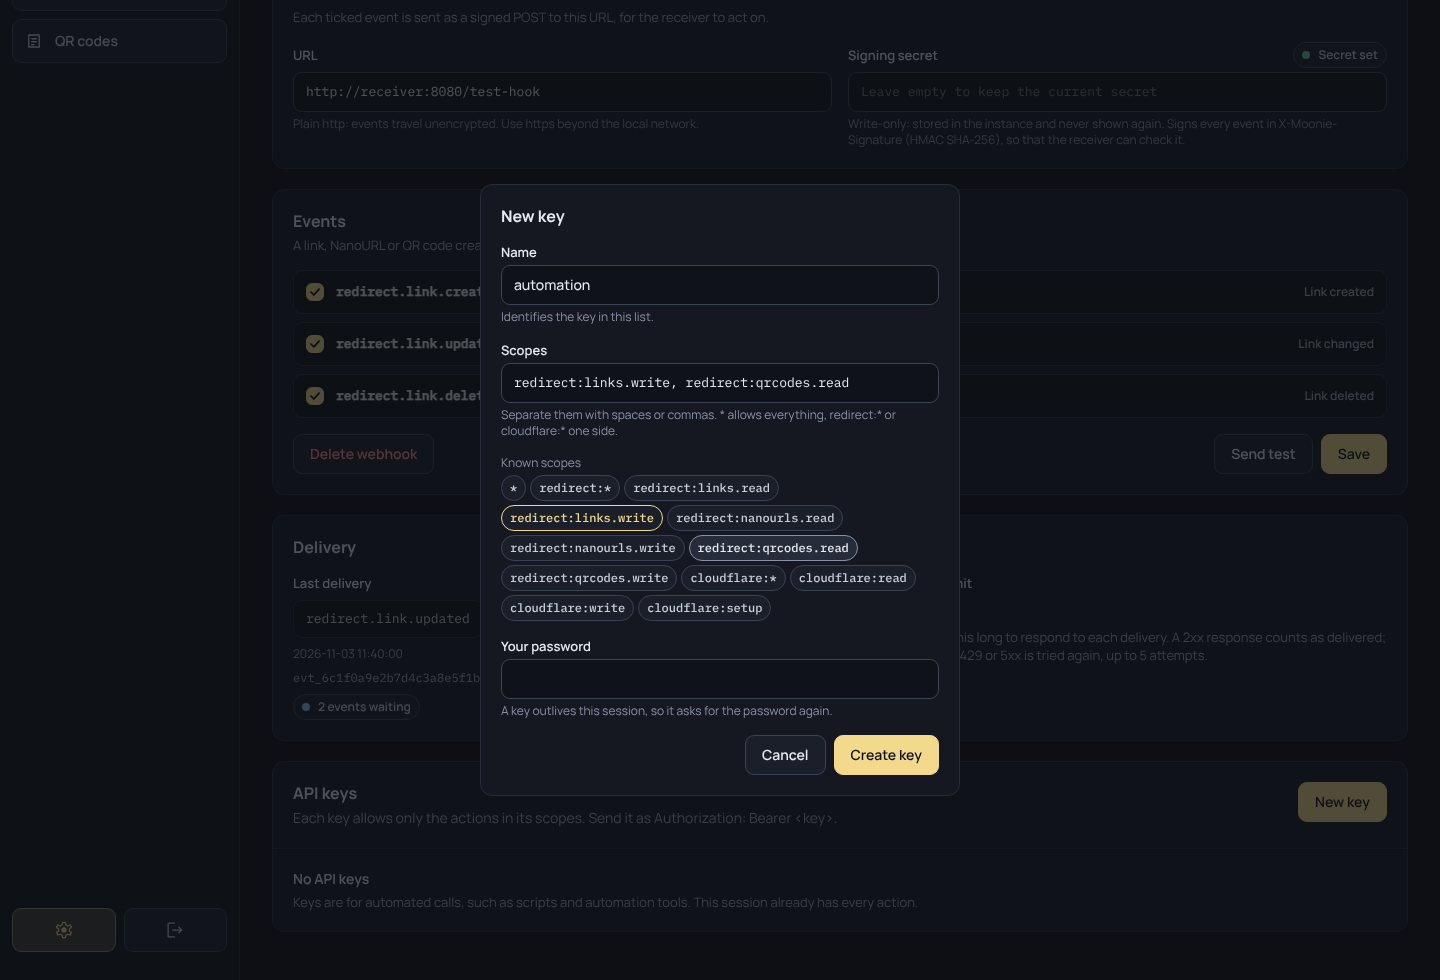 QR codes
Each ticked event is sent as a signed POST to this URL, for the receiver to act on.
URL
http://receiver:8080/test-hook
Plain http: events travel unencrypted. Use https beyond the local network.
Signing secret
Secret set
Leave empty to keep the current secret
Write-only: stored in the instance and never shown again. Signs every event in X-Moonie-
Signature (HMAC SHA-256), so that the receiver can check it.
Events
A link, NanoURL or QR code crea
redirect.link.creat
Link created
redirect.link.updat
Link changed
redirect.link.delet
Link deleted
Delete webhook
Send test
Save
Delivery
Last delivery
redirect.link.updated
2026-11-03 11:40:00
evt_6c1f0a9e2b7d4c3a8e5f1b
2 events waiting
his long to respond to each delivery. A 2xx response counts as delivered;
429 or 5xx is tried again, up to 5 attempts.
New key
Name
automation
Identifies the key in this list.
Scopes
redirect:links.write, redirect:qrcodes.read
Separate them with spaces or commas. * allows everything, redirect:* or
cloudflare:* one side.
Known scopes
* redirect:* redirect:links.read
redirect:links.write redirect:nanourls.read
redirect:nanourls.write redirect:qrcodes.read
redirect:qrcodes.write cloudflare:* cloudflare:read
cloudflare:write cloudflare:setup
Your password
A key outlives this session, so it asks for the password again.
Cancel
Create key
API keys
Each key allows only the actions in its scopes. Send it as Authorization: Bearer <key>.
New key
No API keys
Keys are for automated calls, such as scripts and automation tools. This session already has every action.